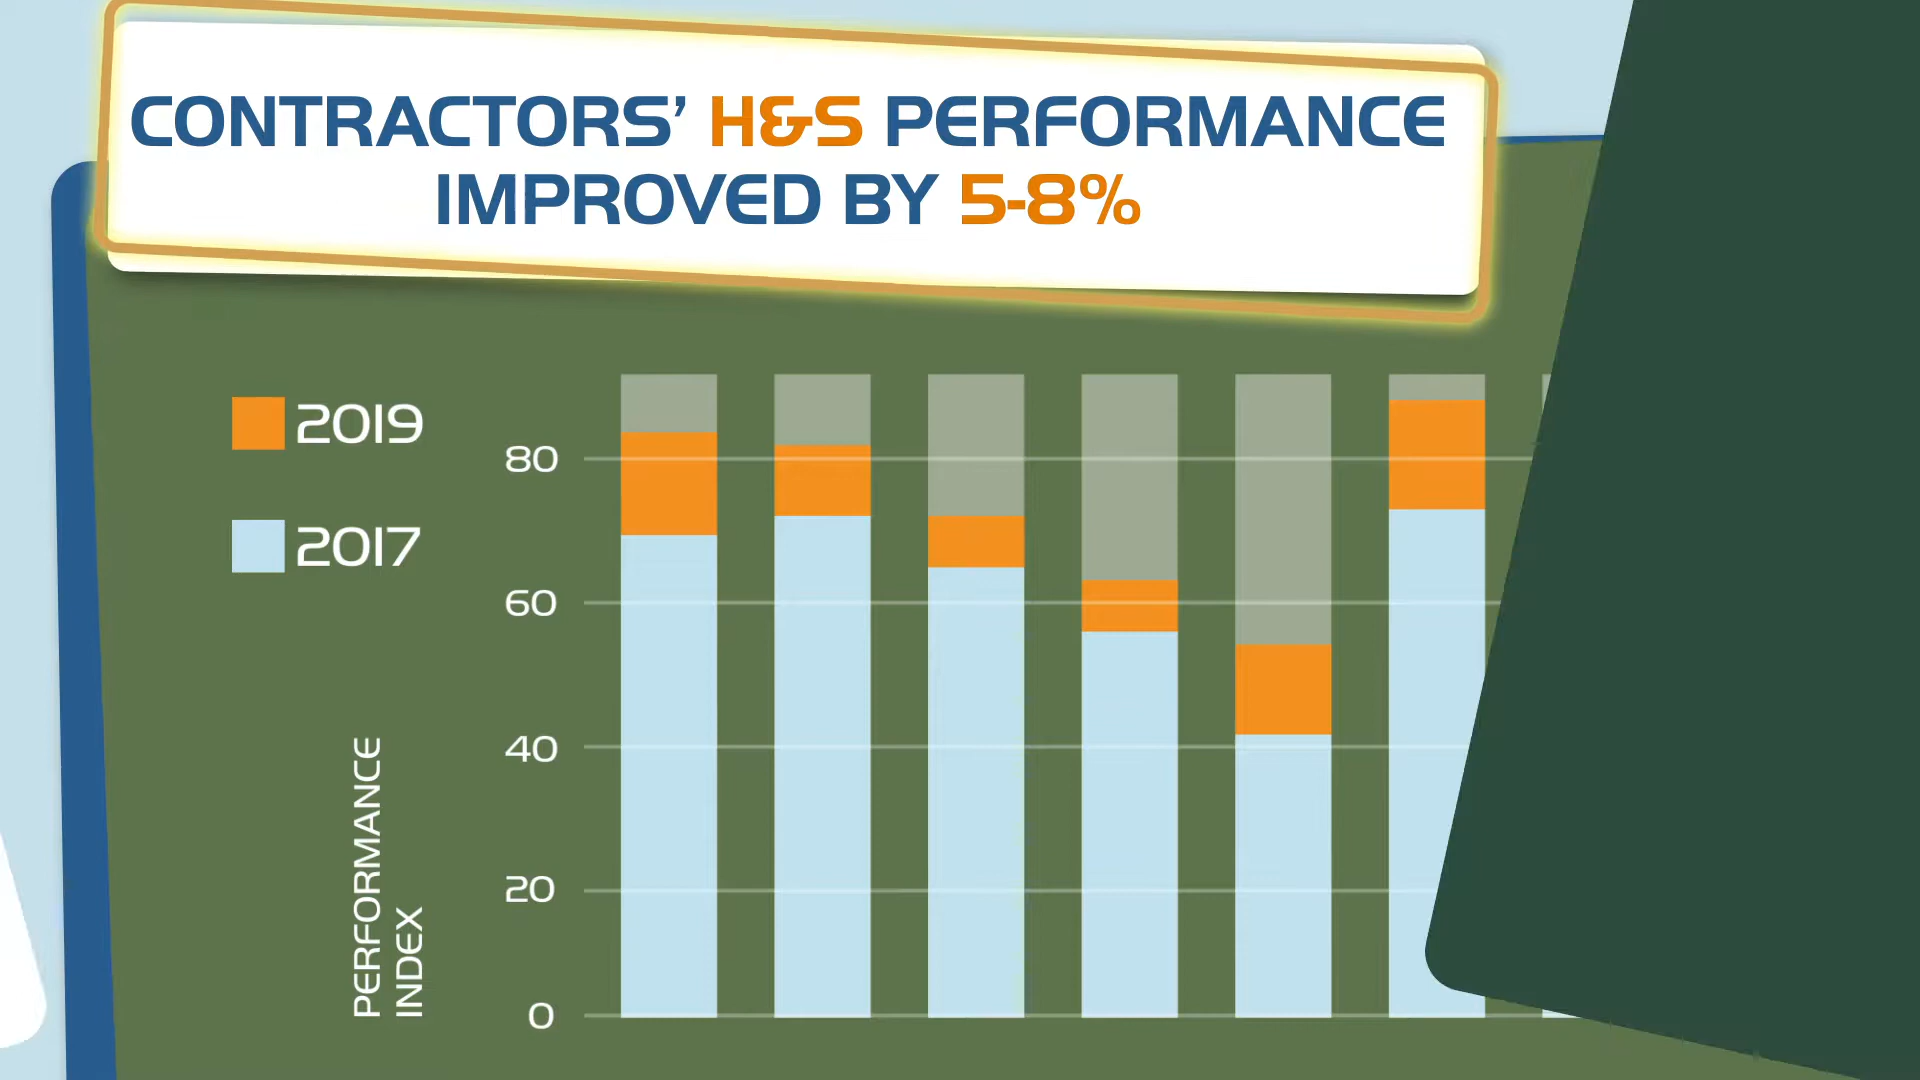 CONTRACTORS’ H&S PERFORMANCE
IMPROVED BY 5-8%
2019
2017
80
60
40
20
0
PERFORMANCE
INDEX